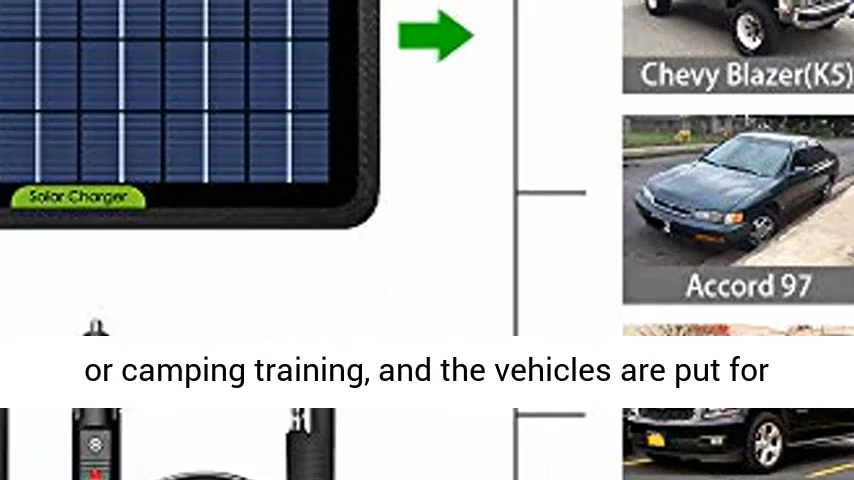 Chevy Blazer(K5)
Solar Charger
Accord 97
or camping training, and the vehicles are put for